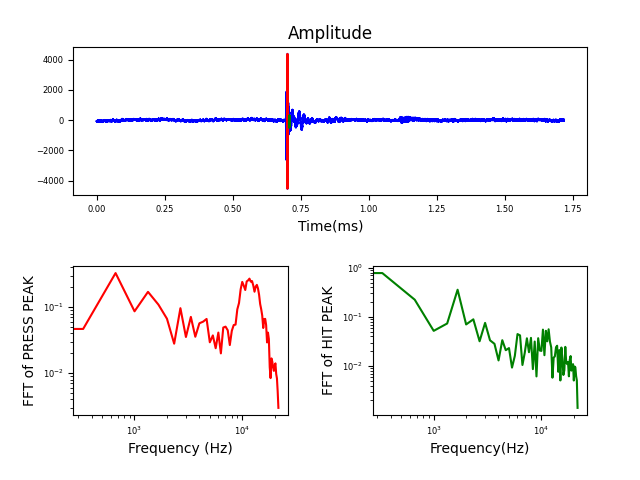 Amplitude
4000
2000
0
−2000
−4000
0.00 0.25 0.50 0.75 1.00 1.25 1.50 1.75
Time(ms)
FFT of PRESS PEAK
10⁻¹
10⁻²
10³ 10⁴
Frequency (Hz)
FFT of HIT PEAK
10⁰
10⁻¹
10⁻²
10³ 10⁴
Frequency(Hz)